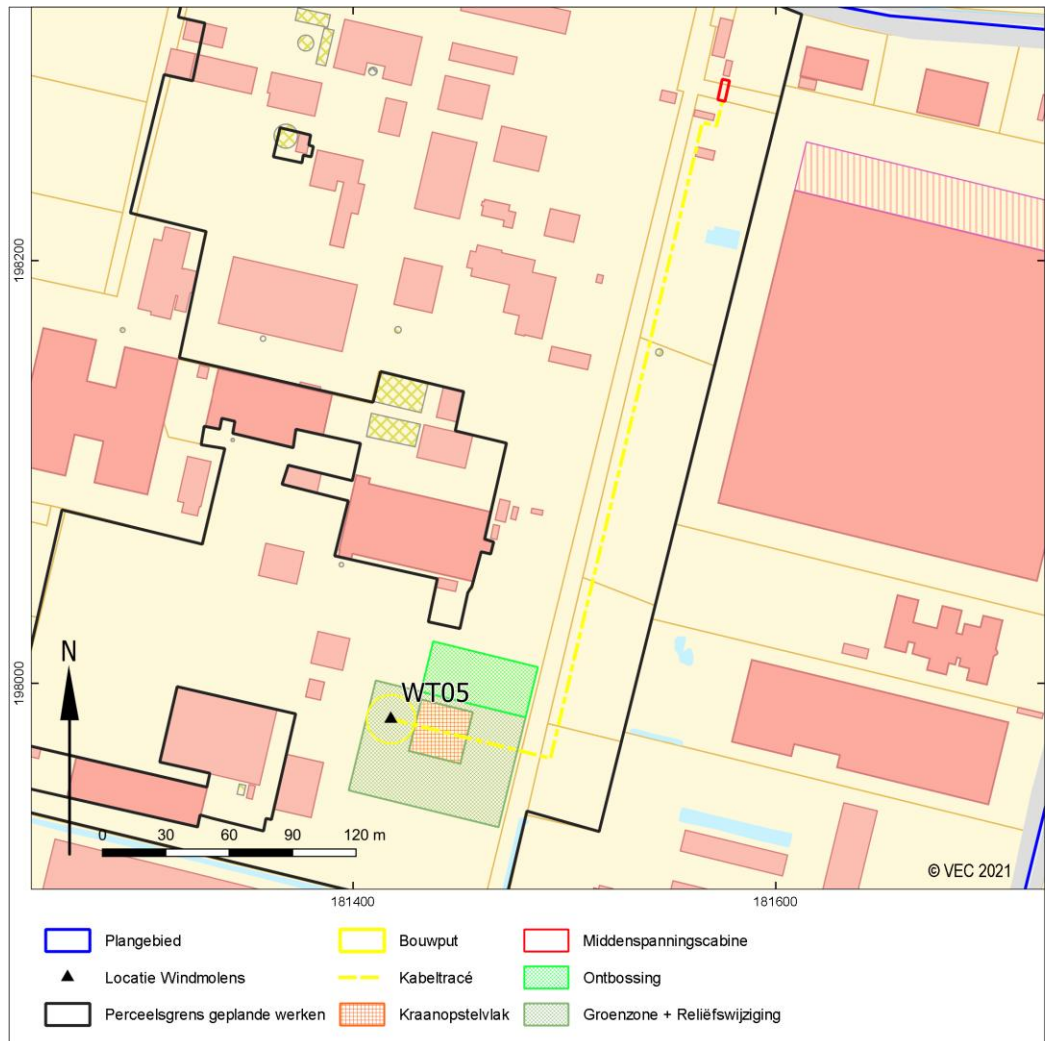 198200
198000
N
WT05
0 30 60 90 120 m
© VEC 2021
181400 181600
Plangebied
Bouwput
Middenspanningscabine
Locatie Windmolens
Kabeltracé
Ontbossing
Perceelsgrens geplande werken
Kraanopstelvlak
Groenzone + Reliëfswijziging